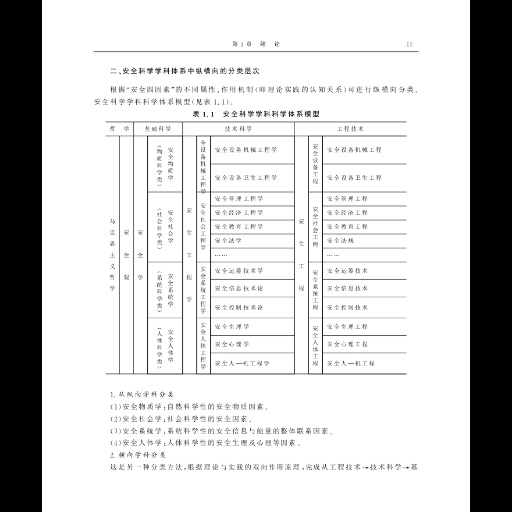 第1章 绪 论 15
二、安全科学学科体系中纵横向的分类层次
根据“安全四因素”的不同属性,作用机制(即理论实践的认知关系)可进行纵横向分类,
安全科学学科科学体系模型(见表1.1)。
表1.1 安全科学学科科学体系模型
哲 学 基础科学 技术科学 工程技术
马克思主义哲学
安全观
安全学
安全物质学
(物质科学类)
安全社会学
(社会科学类)
安全系统学
(系统科学类)
安全人体学
(人体科学类)
安全工程学
全设备机械工程学
安全设备机械工程学
安全设备卫生工程学
安全社会工程学
安全管理工程学
安全经济工程学
安全教育工程学
安全法学
……
安全系统工程学
安全运筹技术学
安全信息技术论
安全控制技术论
安全人体工程学
安全生理学
安全心理学
安全人—机工程学
安全工程
安全设备工程
安全设备机械工程
安全设备卫生工程
安全社会工程
安全管理工程
安全经济工程
安全教育工程
安全法规
……
安全系统工程
安全运筹技术
安全信息技术
安全控制技术
安全人体工程
安全生理工程
安全心理工程
安全人—机工程
1. 从纵向学科分类
(1)安全物质学:自然科学性的安全物质因素。
(2)安全社会学:社会科学性的安全因素。
(3)安全系统学:系统科学性的安全信息与能量的整体联系因素。
(4)安全人体学:人体科学性的安全生理及心理等因素。
2. 横向学科分类
这是另一种分类方法,根据理论与实践的双向作用原理,完成从工程技术→技术科学→基